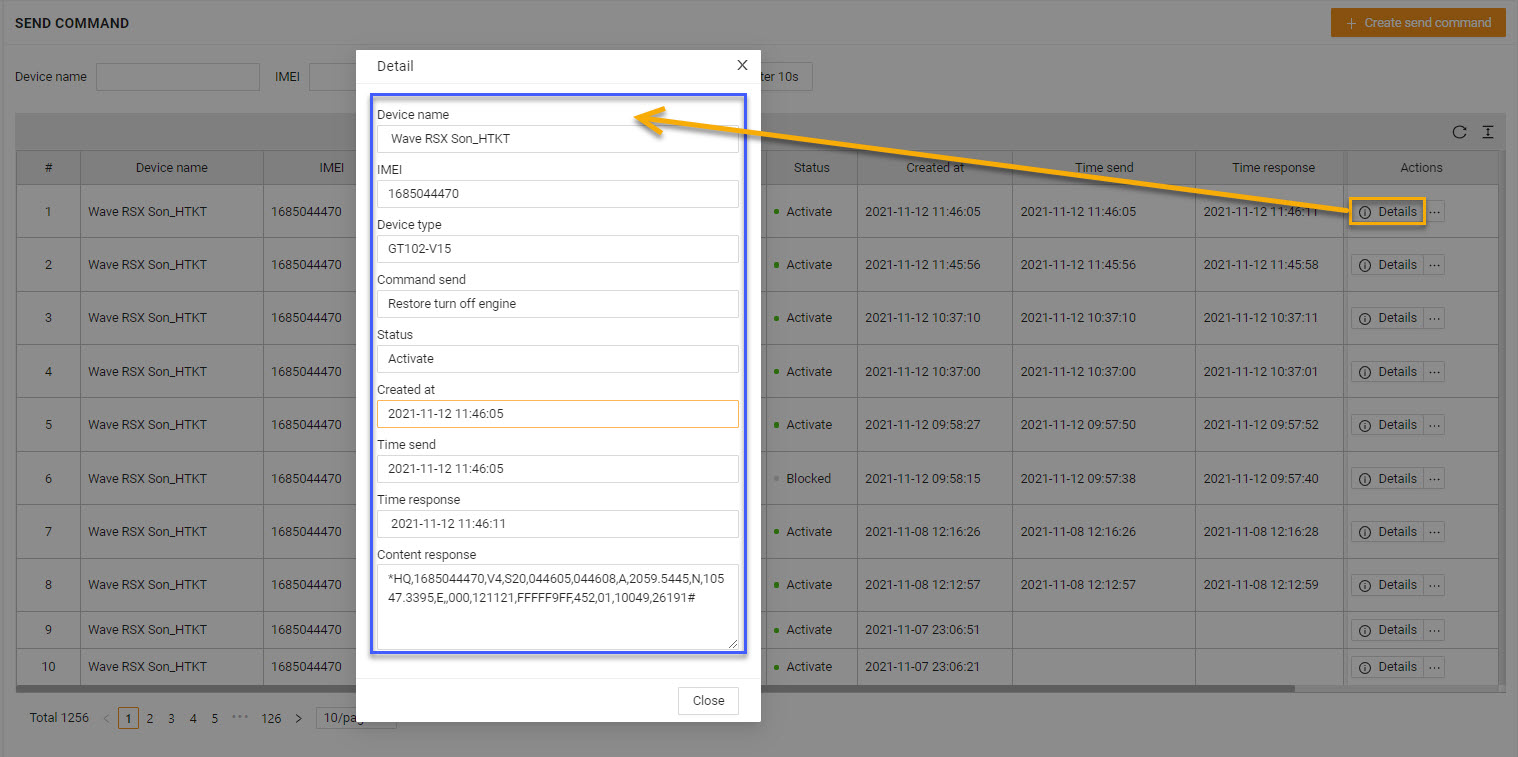 SEND COMMAND
+ Create send command
Detail
X
Device name
IMEI
ter 10s
Device name
Wave RSX Son_HTKT
IMEI
1685044470
Device type
GT102-V15
Command send
Restore turn off engine
Status
Activate
Created at
2021-11-12 11:46:05
Time send
2021-11-12 11:46:05
Time response
2021-11-12 11:46:11
Content response
*HQ,1685044470,V4,S20,044605,044608,A,2059.5445,N,105
47.3395,E,,000,121121,FFFFF9FF,452,01,10049,26191#
Close
# Device name IMEI Status Created at Time send Time response Actions
1 Wave RSX Son_HTKT 1685044470 Activate 2021-11-12 11:46:05 2021-11-12 11:46:05 2021-11-12 11:46:11 Details ...
2 Wave RSX Son_HTKT 1685044470 Activate 2021-11-12 11:45:56 2021-11-12 11:45:56 2021-11-12 11:45:58 Details ...
3 Wave RSX Son_HTKT 1685044470 Activate 2021-11-12 10:37:10 2021-11-12 10:37:10 2021-11-12 10:37:11 Details ...
4 Wave RSX Son_HTKT 1685044470 Activate 2021-11-12 10:37:00 2021-11-12 10:37:00 2021-11-12 10:37:01 Details ...
5 Wave RSX Son_HTKT 1685044470 Activate 2021-11-12 09:58:27 2021-11-12 09:57:50 2021-11-12 09:57:52 Details ...
6 Wave RSX Son_HTKT 1685044470 Blocked 2021-11-12 09:58:15 2021-11-12 09:57:38 2021-11-12 09:57:40 Details ...
7 Wave RSX Son_HTKT 1685044470 Activate 2021-11-08 12:16:26 2021-11-08 12:16:26 2021-11-08 12:16:28 Details ...
8 Wave RSX Son_HTKT 1685044470 Activate 2021-11-08 12:12:57 2021-11-08 12:12:57 2021-11-08 12:12:59 Details ...
9 Wave RSX Son_HTKT 1685044470 Activate 2021-11-07 23:06:51 Details ...
10 Wave RSX Son_HTKT 1685044470 Activate 2021-11-07 23:06:21 Details ...
Total 1256 < 1 2 3 4 5 ••• 126 > 10/pag